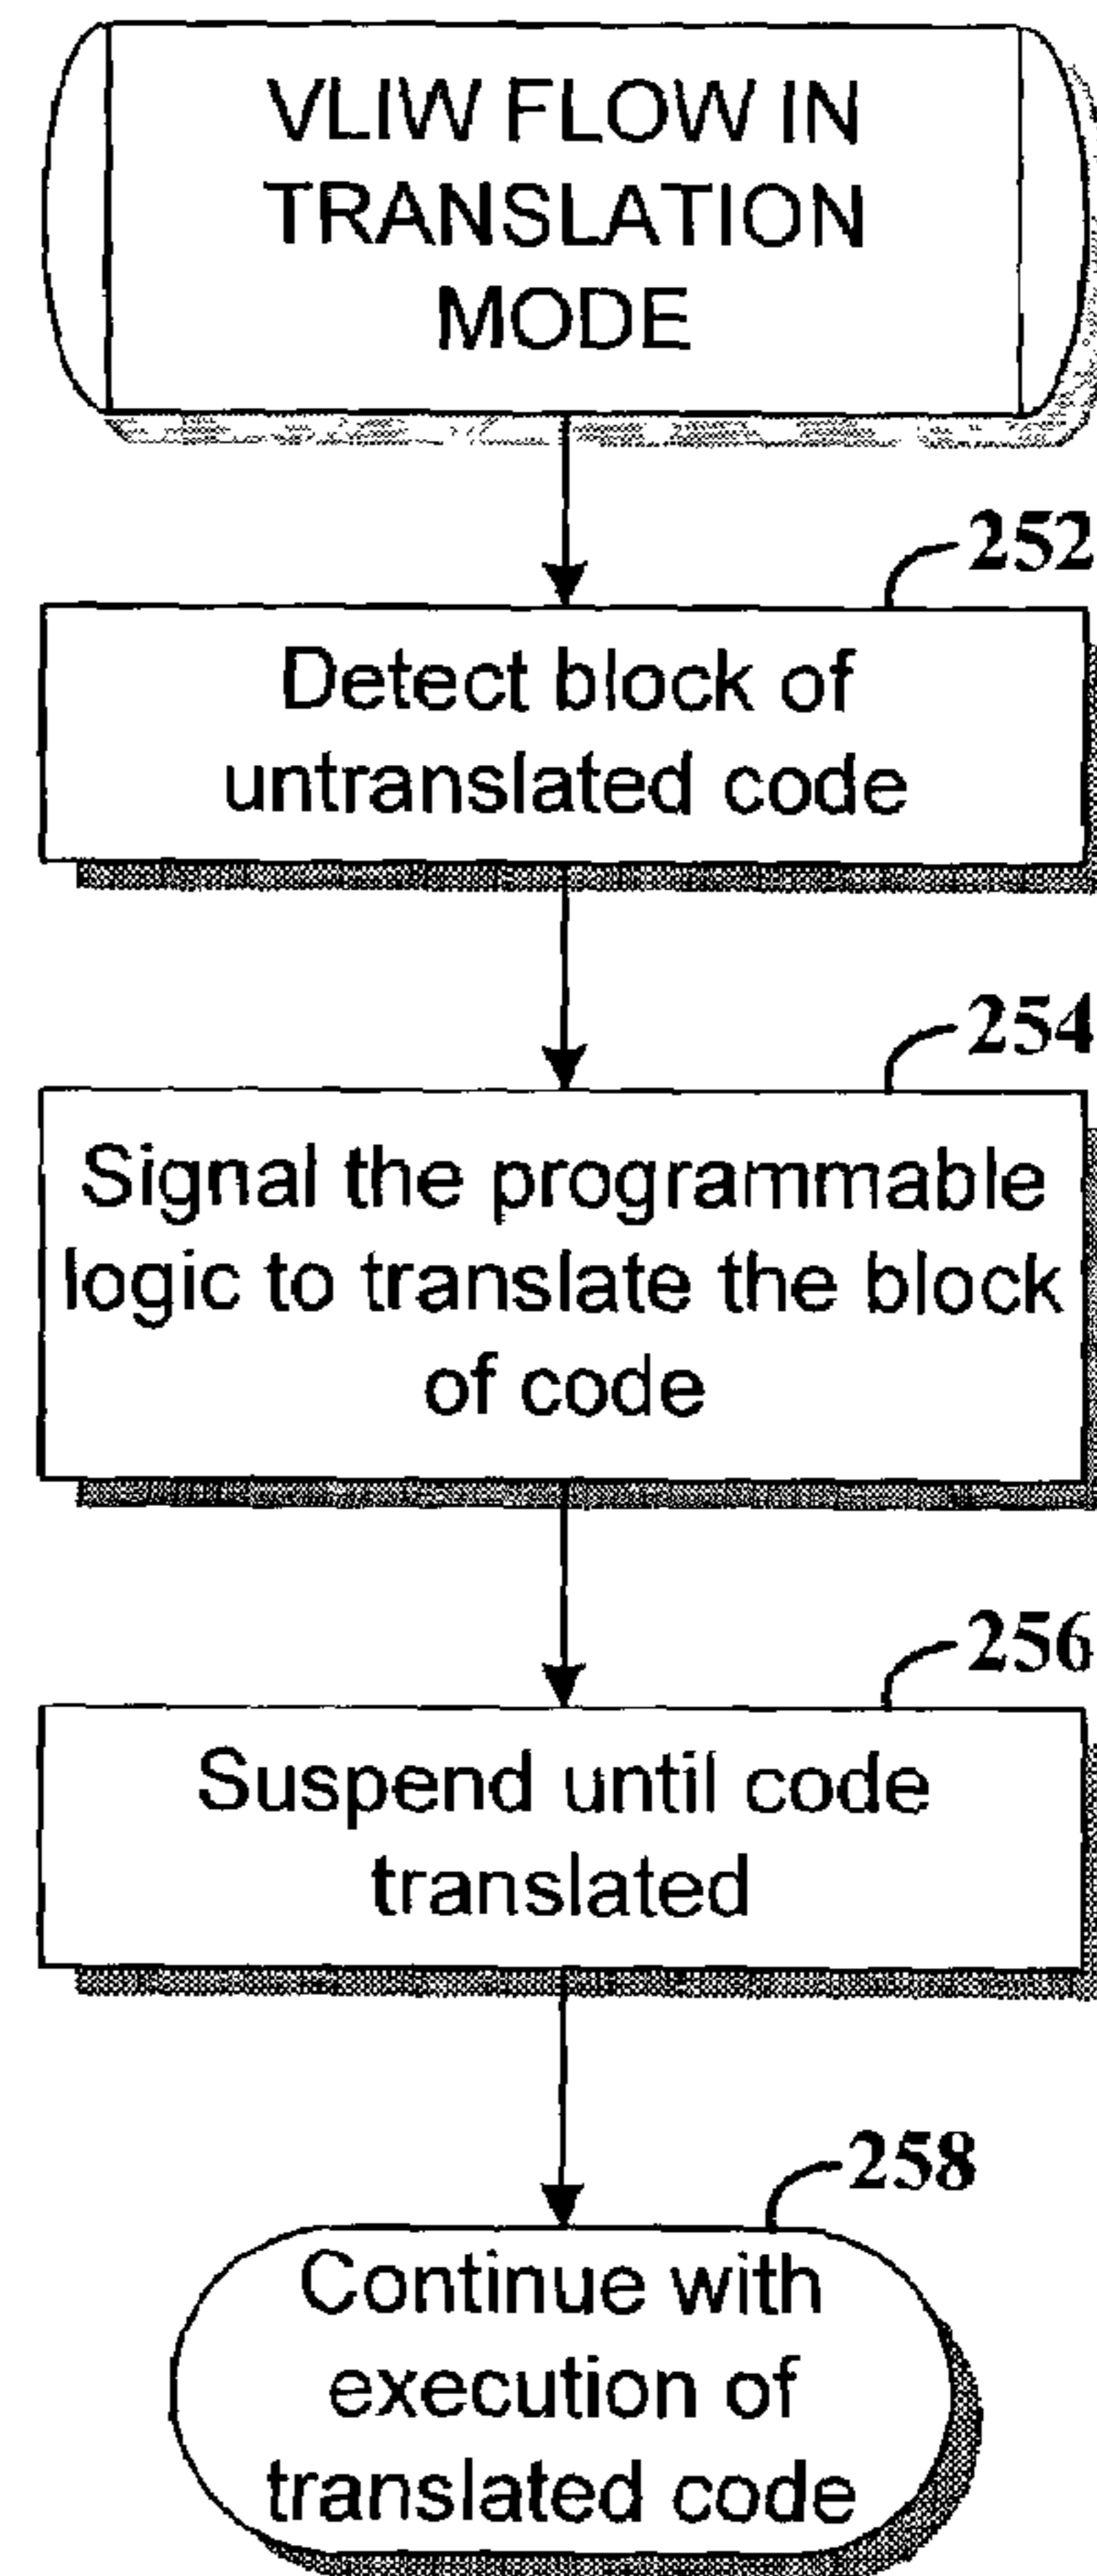 VLIW FLOW IN
TRANSLATION
MODE
252
Detect block of
untranslated code
254
Signal the programmable
logic to translate the block
of code
256
Suspend until code
translated
258
Continue with
execution of
translated code